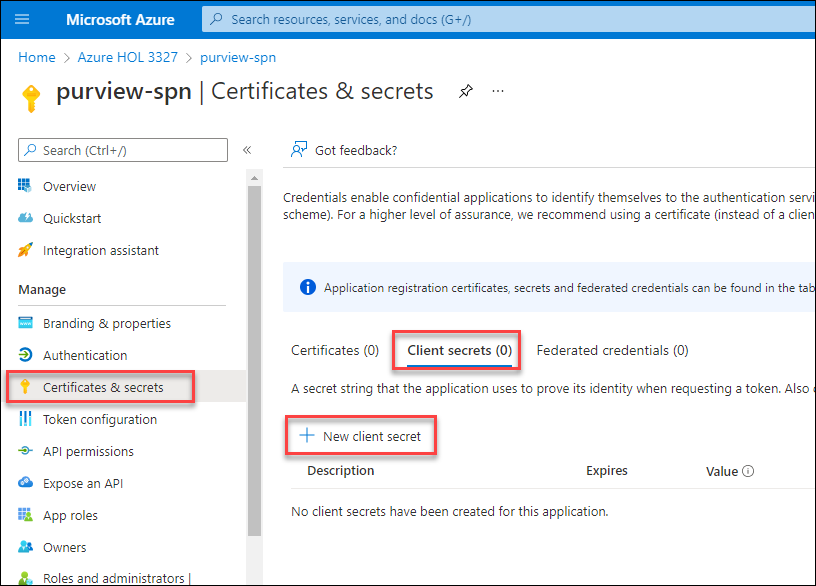 Microsoft Azure
Search resources, services, and docs (G+/)
Home > Azure HOL 3327 > purview-spn
purview-spn | Certificates & secrets
Search (Ctrl+/)
Overview
Quickstart
Integration assistant
Manage
Branding & properties
Authentication
Certificates & secrets
Token configuration
API permissions
Expose an API
App roles
Owners
Roles and administrators |
Got feedback?
Credentials enable confidential applications to identify themselves to the authentication servi
scheme). For a higher level of assurance, we recommend using a certificate (instead of a clien
Application registration certificates, secrets and federated credentials can be found in the tab
Certificates (0) Client secrets (0) Federated credentials (0)
A secret string that the application uses to prove its identity when requesting a token. Also c
New client secret
Description Expires Value
No client secrets have been created for this application.